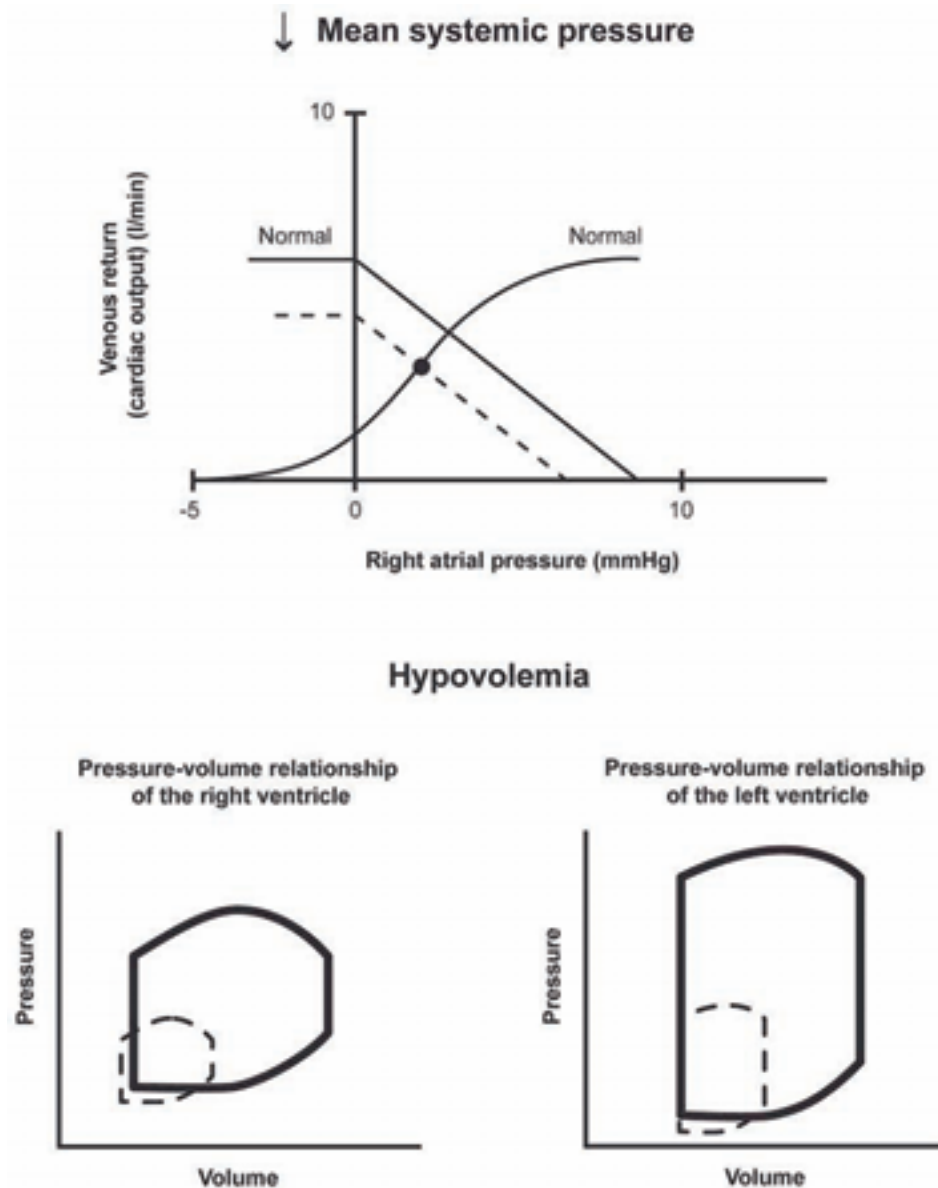 ↓ Mean systemic pressure
10
Normal
Normal
Venous return
(cardiac output) (l/min)
-5
0
10
Right atrial pressure (mmHg)
Hypovolemia
Pressure-volume relationship
of the right ventricle
Pressure
Volume
Pressure-volume relationship
of the left ventricle
Pressure
Volume